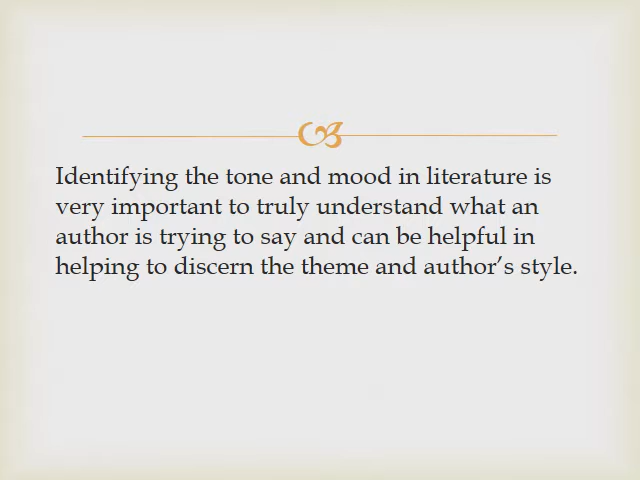 Identifying the tone and mood in literature is
very important to truly understand what an
author is trying to say and can be helpful in
helping to discern the theme and author’s style.